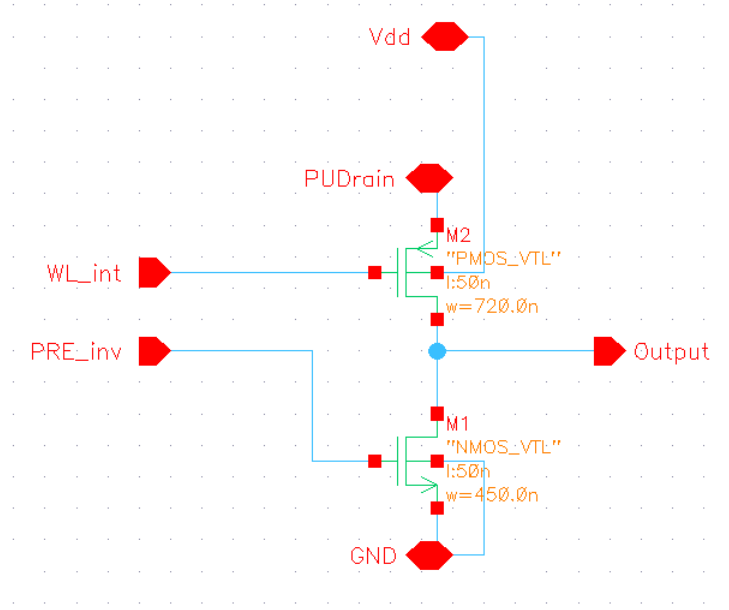 Vdd
PUDrain
M2
"PMOS_VTL"
WL_int
l:50n
w=720.0n
PRE_inv
Output
M1
"NMOS_VTL"
l:50n
w=450.0n
GND